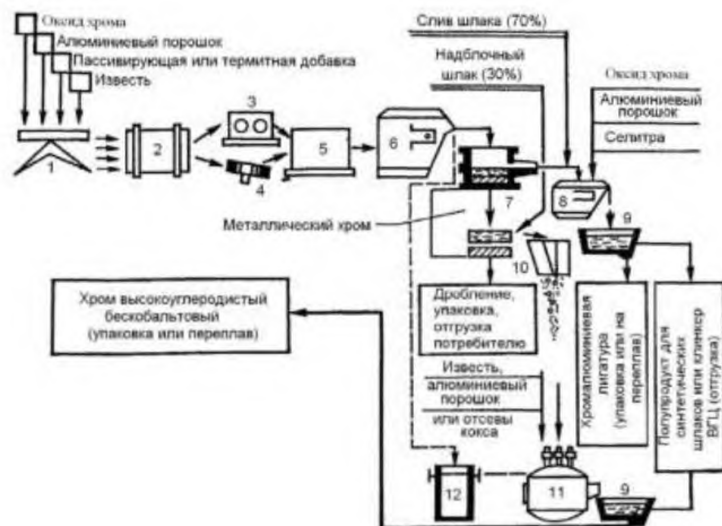 Оксид хрома
Алюминиевый порошок
Пассивирующая или термитная добавка
Известь
Слив шлака (70%)
Надблочный
шлак (30%)
Оксид хрома
Алюминиевый
порошок
Селитра
1
2
3
4
5
6
7
8
9
Металлический хром
10
Хром высокоуглеродистый
бескобальтовый
(упаковка или переплав)
Дробление,
упаковка,
отгрузка
потребителю
Известь,
алюминиевый
порошок
или отсевы
кокса
Хромалюминиевая
лигатура
(упаковка или на
переплав)
Полупродукт для
синтетических
шлаков или клинкер
ВГЦ (отгрузка)
12
11
9